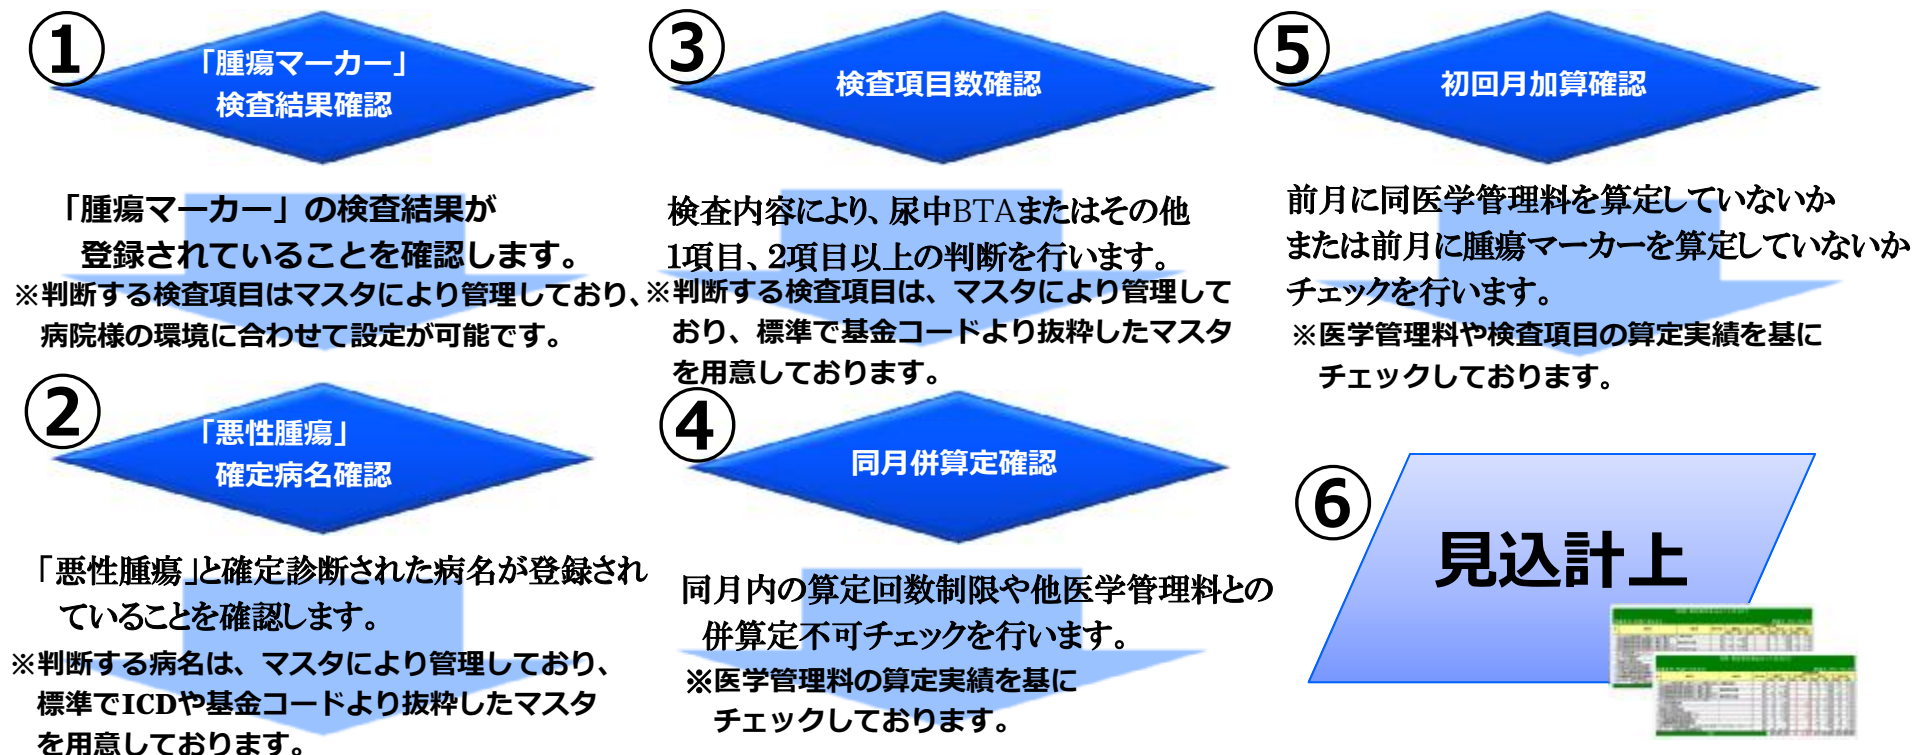 ①
「腫瘍マーカー」
検査結果確認
「腫瘍マーカー」の検査結果が
登録されていることを確認します。
※判断する検査項目はマスタにより管理しており、
病院様の環境に合わせて設定が可能です。
②
「悪性腫瘍」
確定病名確認
「悪性腫瘍」と確定診断された病名が登録され
ていることを確認します。
※判断する病名は、マスタにより管理しており、
標準でICDや基金コードより抜粋したマスタ
を用意しております。
③
検査項目数確認
検査内容により、尿中BTAまたはその他
1項目、2項目以上の判断を行います。
※判断する検査項目は、マスタにより管理して
おり、標準で基金コードより抜粋したマスタ
を用意しております。
④
同月併算定確認
同月内の算定回数制限や他医学管理料との
併算定不可チェックを行います。
※医学管理料の算定実績を基に
チェックしております。
⑤
初回月加算確認
前月に同医学管理料を算定していないか
または前月に腫瘍マーカーを算定していないか
チェックを行います。
※医学管理料や検査項目の算定実績を基に
チェックしております。
⑥
見込計上